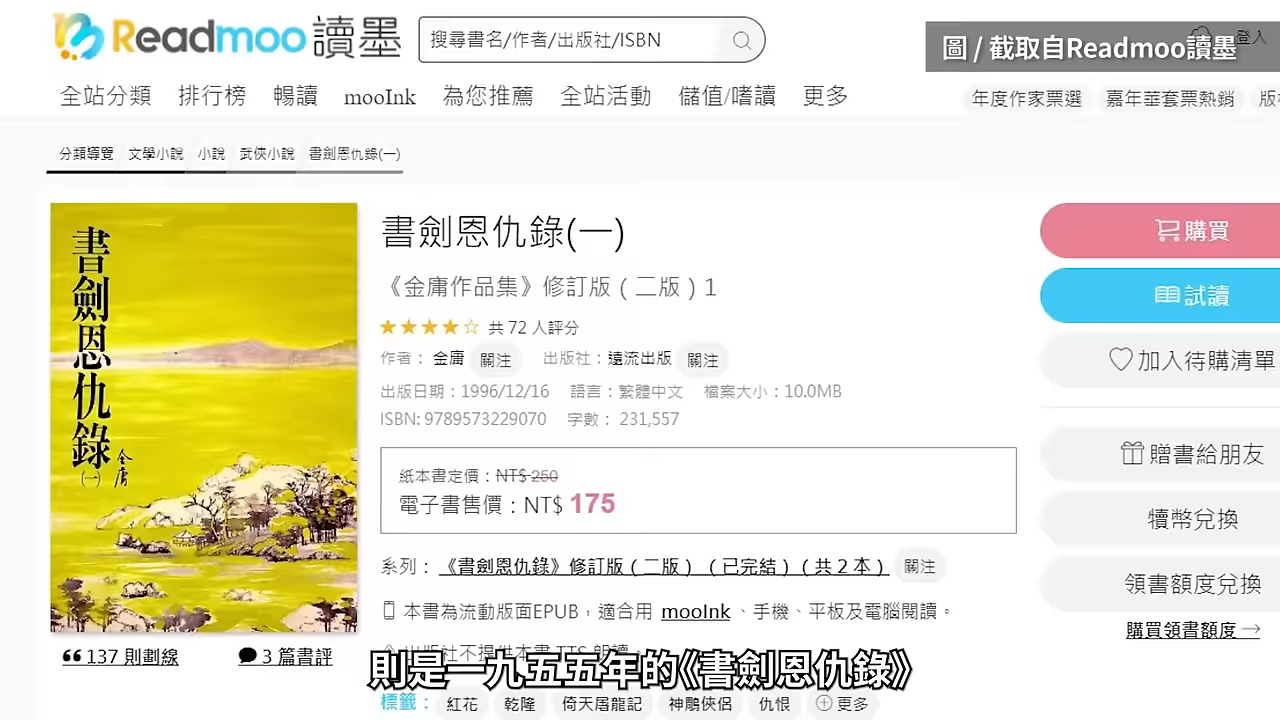 Readmoo 讀墨
搜尋書名/作者/出版社/ISBN
圖 / 截取自Readmoo讀墨
登入
全站分類 排行榜 暢讀 mooInk 為您推薦 全站活動 儲值/嗜讀 更多
年度作家票選 嘉年華套票熱銷
分類導覽 文學小說 小說 武俠小說 書劍恩仇錄(一)
書劍恩仇錄
(一)
金庸
書劍恩仇錄(一)
《金庸作品集》修訂版(二版)1
共 72 人評分
作者: 金庸 關注 出版社:遠流出版 關注
出版日期:1996/12/16 語言:繁體中文 檔案大小:10.0MB
ISBN: 9789573229070 字數: 231,557
紙本書定價:NT$ 250
電子書售價:NT$ 175
系列:《書劍恩仇錄》修訂版(二版)(已完結)(共2本) 關注
本書為流動版面EPUB,適合用 mooInk 、手機、平板及電腦閱讀。
出版社不提供本書 TTS 朗讀。
標籤: 紅花 乾隆 倚天屠龍記 神鵰俠侶 仇恨 更多
137 則劃線 3 篇書評
購買
試讀
加入待購清單
贈書給朋友
犢幣兌換
領書額度兌換
購買領書額度→
則是一九五五年的《書劍恩仇錄》